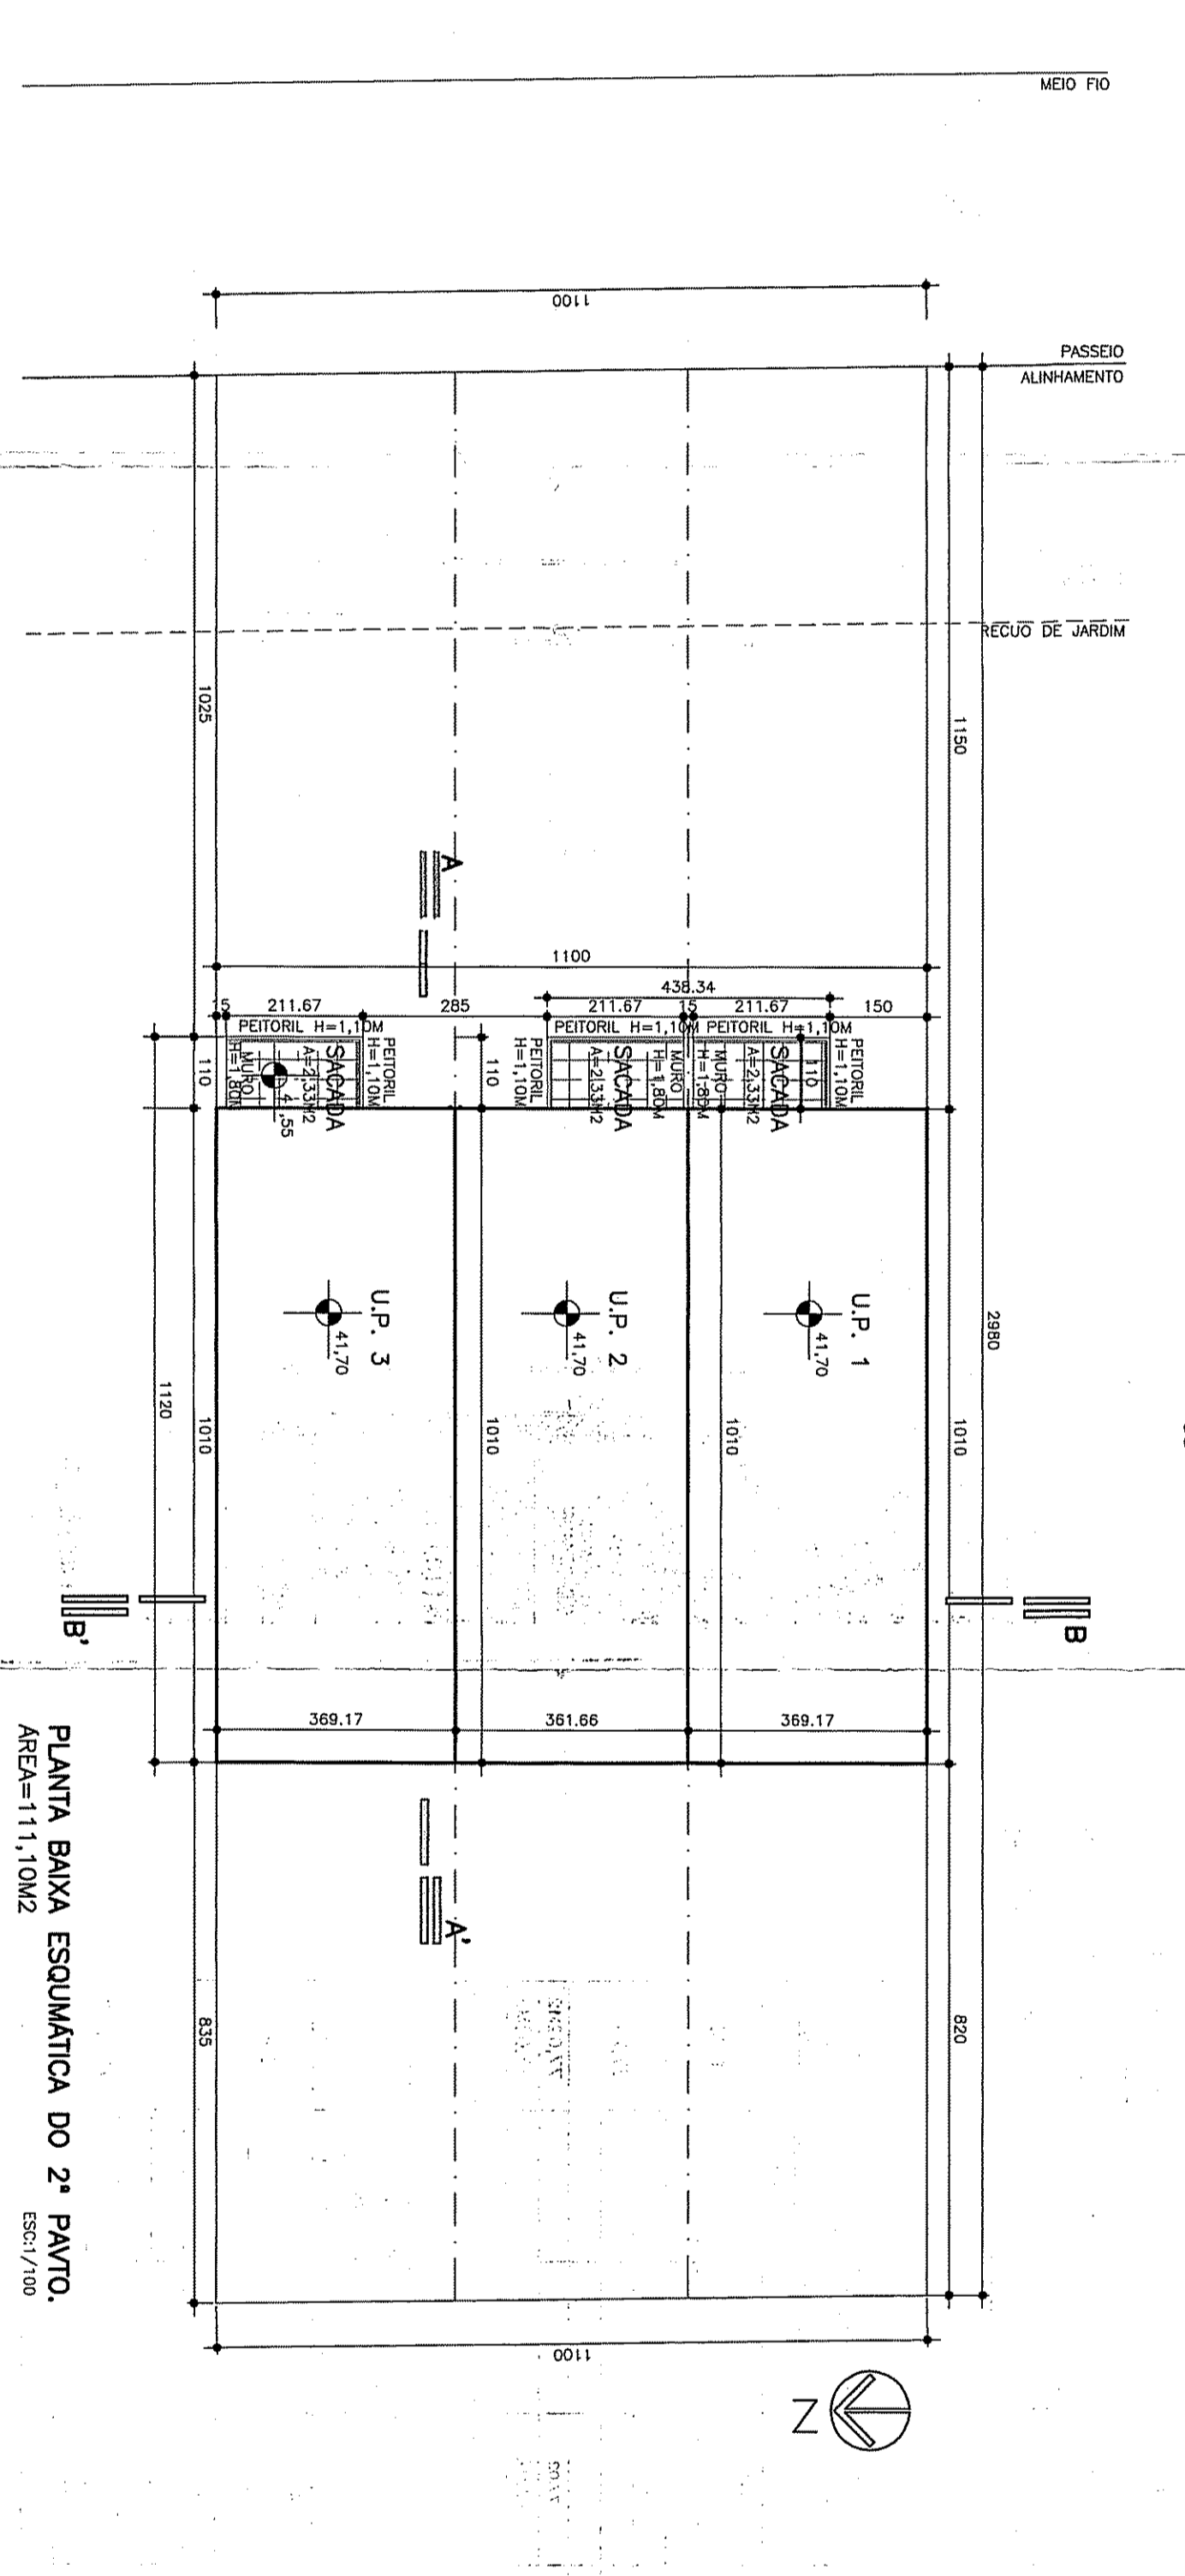 MEIO FIO
1100
PASSEIO
ALINHAMENTO
RECUO DE JARDIM
1025
1150
A
1100
438.34
15
211.67
285
211.67
15
211.67
150
PEITORIL H=1,10M
PEITORIL H=1,10M
PEITORIL H=1,10M
110
MURO
H=1,80M
SACADA
A=2,33M2
PEITORIL
H=1,10M
110
PEITORIL
H=1,10M
SACADA
A=2,33M2
MURO
H=1,80M
MURO
H=1,80M
SACADA
A=2,33M2
110
PEITORIL
H=1,10M
U.P. 3
41,70
U.P. 2
41,70
U.P. 1
41,70
2980
1120
1010
1010
1010
1010
B'
B
369.17
361.66
369.17
A'
835
820
1100
N
PLANTA BAIXA ESQUMÁTICA DO 2ª PAVTO.
ÁREA=111,10M2
ESC:1/100